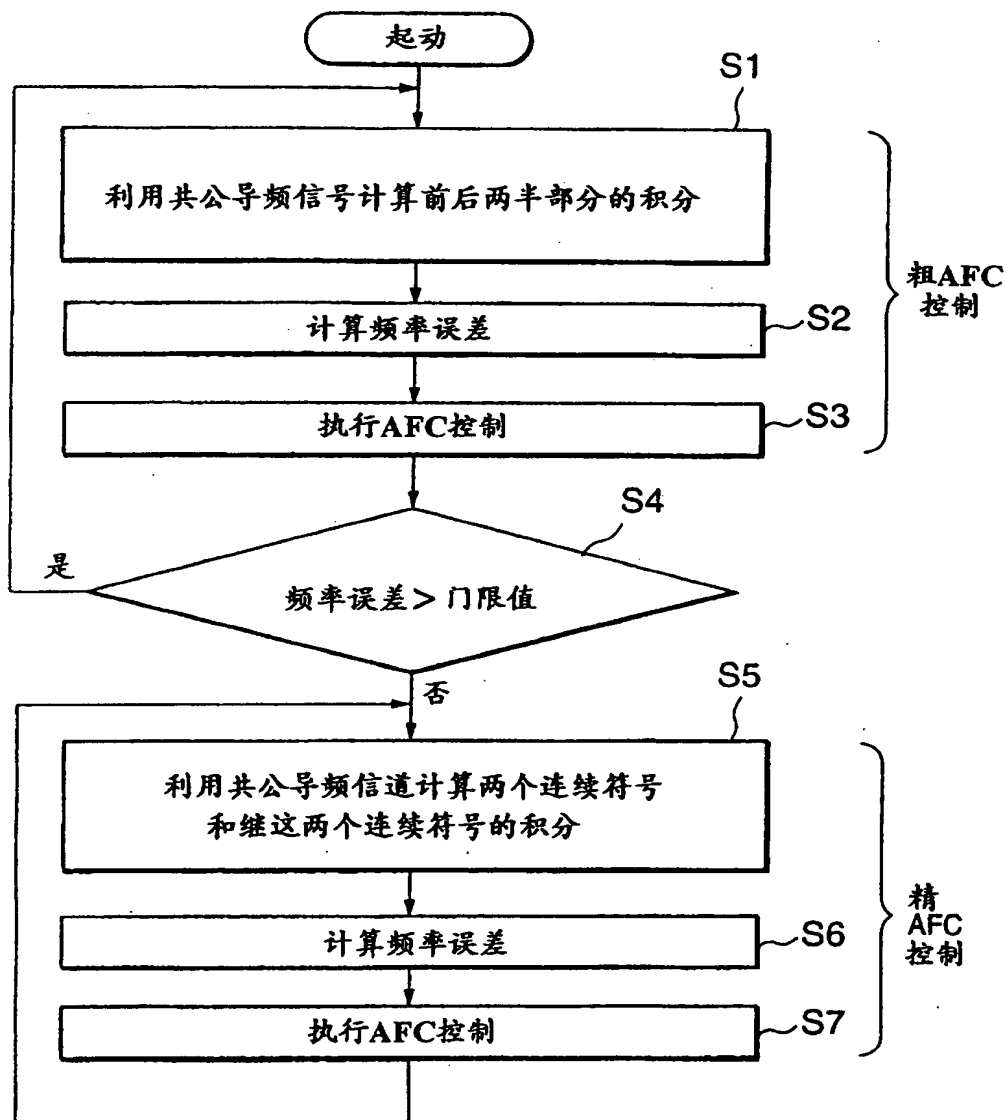 起动
S1
利用共公导频信号计算前后两半部分的积分
粗AFC
控制
计算频率误差
S2
执行AFC控制
S3
S4
是
频率误差＞门限值
否
S5
利用共公导频信道计算两个连续符号
和继这两个连续符号的积分
精
AFC
控制
计算频率误差
S6
执行AFC控制
S7